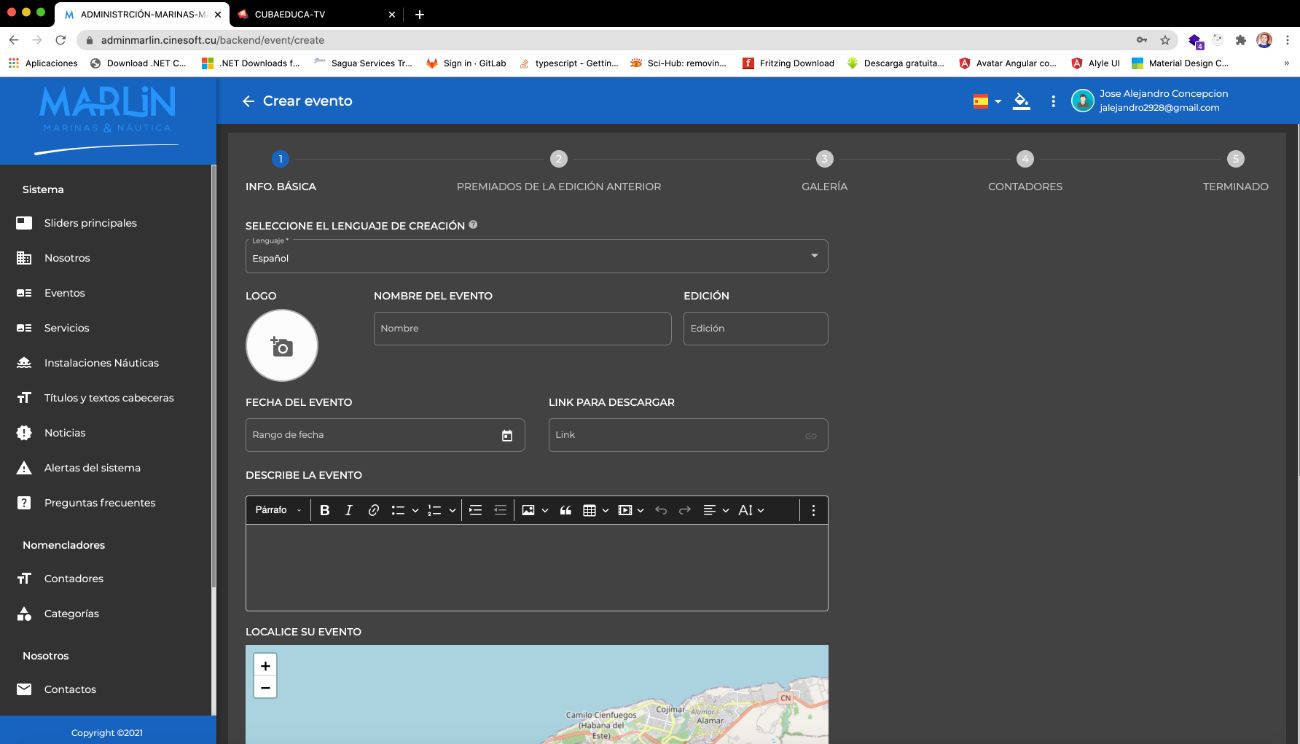 ADMINISTRCIÓN-MARINAS-MA
CUBAEDUCA-TV
adminmarlin.cinesoft.cu/backend/event/create
4
Aplicaciones
Download .NET C...
.NET Downloads f...
Sagua Services Tr...
Sign in · GitLab
typescript - Gettin...
Sci-Hub: removin...
Fritzing Download
Descarga gratuita...
Avatar Angular co...
Alyle UI
Material Design C...
»
MARLiN
MARINAS & NÁUTICA
Crear evento
Jose Alejandro Concepcion
jalejandro2928@gmail.com
Sistema
Sliders principales
Nosotros
Eventos
Servicios
Instalaciones Náuticas
Títulos y textos cabeceras
Noticias
Alertas del sistema
Preguntas frecuentes
Nomencladores
Contadores
Categorías
Nosotros
Contactos
Copyright ©2021
1
2
3
4
5
INFO. BÁSICA
PREMIADOS DE LA EDICIÓN ANTERIOR
GALERÍA
CONTADORES
TERMINADO
SELECCIONE EL LENGUAJE DE CREACIÓN
Lenguaje *
Español
LOGO
NOMBRE DEL EVENTO
EDICIÓN
Nombre
Edición
FECHA DEL EVENTO
LINK PARA DESCARGAR
Rango de fecha
Link
DESCRIBE LA EVENTO
Párrafo
LOCALICE SU EVENTO
+
−
CN
Camilo Cienfuegos
(Habana del
Este)
Cojímar
Alamar
Alamar